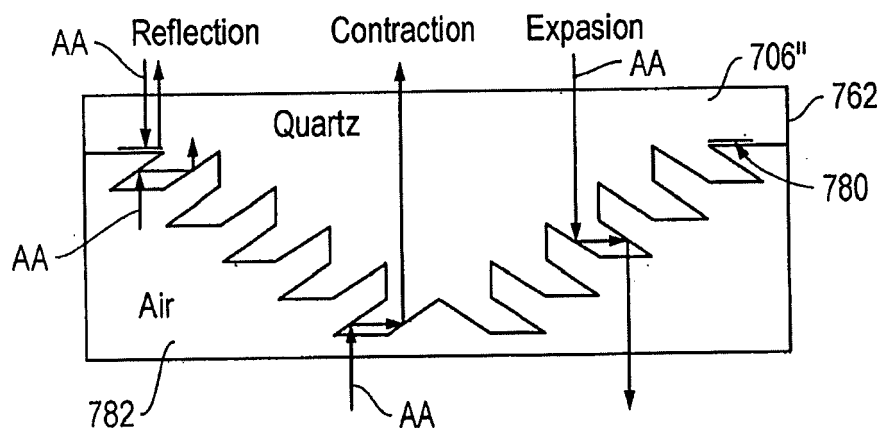 AA
Reflection
Contraction
Expasion
AA
706"
762
Quartz
780
AA
Air
782
AA